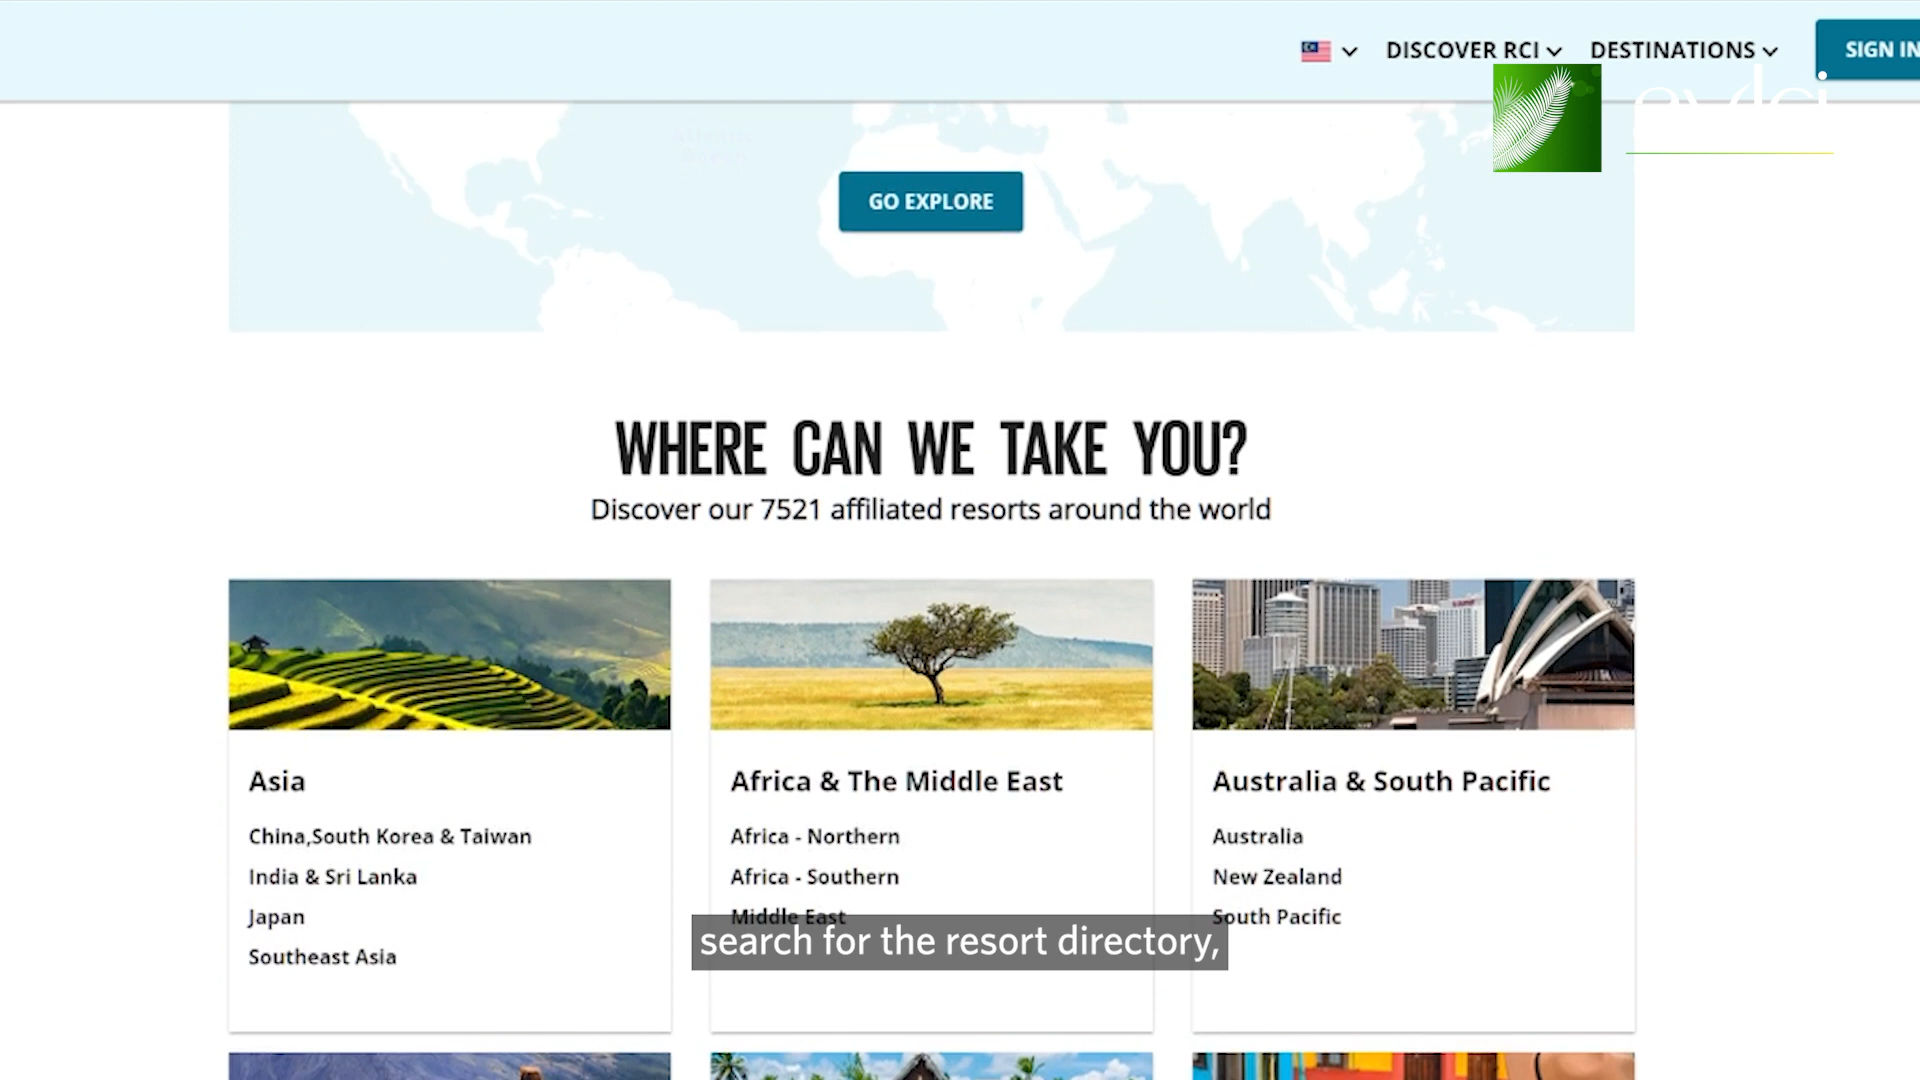 DISCOVER RCI
DESTINATIONS
SIGN IN
GO EXPLORE
WHERE CAN WE TAKE YOU?
Discover our 7521 affiliated resorts around the world
Asia
China,South Korea & Taiwan
India & Sri Lanka
Japan
Southeast Asia
Africa & The Middle East
Africa - Northern
Africa - Southern
Middle East
Australia & South Pacific
Australia
New Zealand
South Pacific
search for the resort directory,